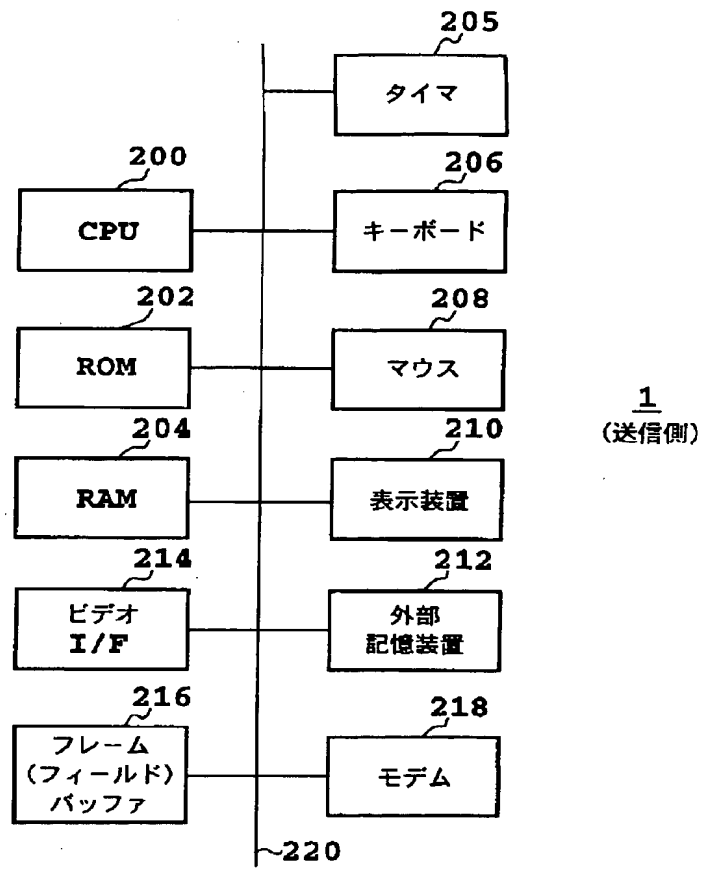 205
タイマ
200
CPU
206
キーボード
202
ROM
208
マウス
1
(送信側)
204
RAM
210
表示装置
214
ビデオ
I/F
212
外部
記憶装置
216
フレーム
(フィールド)
バッファ
218
モデム
220